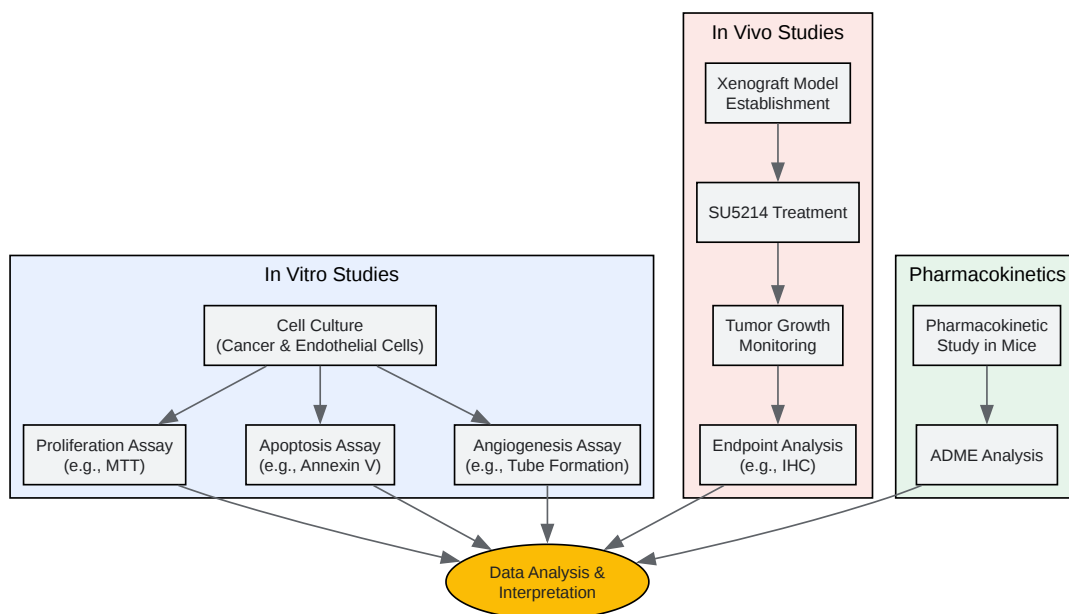 In Vivo Studies
Xenograft Model
Establishment
SU5214 Treatment
Tumor Growth
Monitoring
Endpoint Analysis
(e.g., IHC)
In Vitro Studies
Cell Culture
(Cancer & Endothelial Cells)
Proliferation Assay
(e.g., MTT)
Apoptosis Assay
(e.g., Annexin V)
Angiogenesis Assay
(e.g., Tube Formation)
Pharmacokinetics
Pharmacokinetic
Study in Mice
ADME Analysis
Data Analysis &
Interpretation